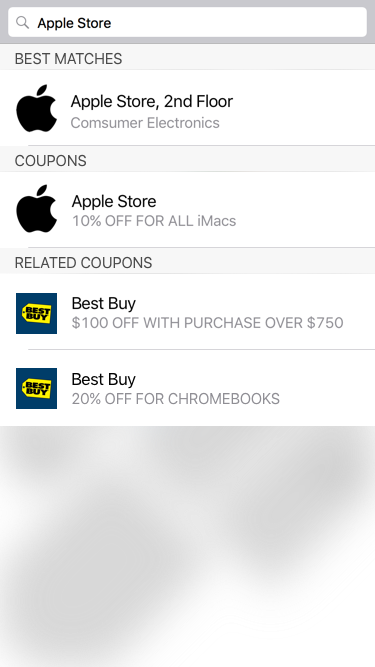 Apple Store
BEST MATCHES
Apple Store, 2nd Floor
Comsumer Electronics
COUPONS
Apple Store
10% OFF FOR ALL iMacs
RELATED COUPONS
BEST
BUY
Best Buy
$100 OFF WITH PURCHASE OVER $750
BEST
BUY
Best Buy
20% OFF FOR CHROMEBOOKS